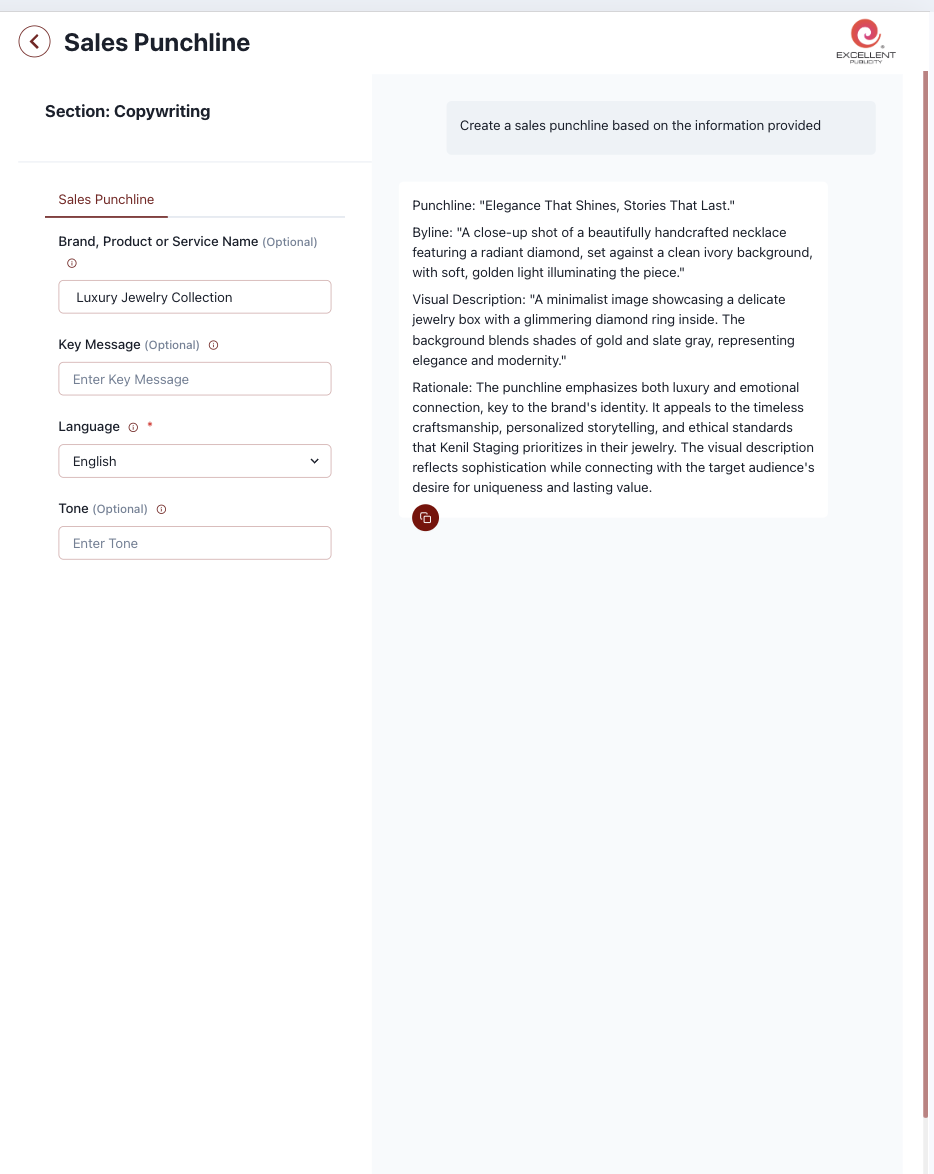 Sales Punchline
EXCELLENT
PUBLICITY
Section: Copywriting
Sales Punchline
Brand, Product or Service Name (Optional)
Luxury Jewelry Collection
Key Message (Optional)
Enter Key Message
Language *
English
Tone (Optional)
Enter Tone
Create a sales punchline based on the information provided
Punchline: "Elegance That Shines, Stories That Last."
Byline: "A close-up shot of a beautifully handcrafted necklace
featuring a radiant diamond, set against a clean ivory background,
with soft, golden light illuminating the piece."
Visual Description: "A minimalist image showcasing a delicate
jewelry box with a glimmering diamond ring inside. The
background blends shades of gold and slate gray, representing
elegance and modernity."
Rationale: The punchline emphasizes both luxury and emotional
connection, key to the brand's identity. It appeals to the timeless
craftsmanship, personalized storytelling, and ethical standards
that Kenil Staging prioritizes in their jewelry. The visual description
reflects sophistication while connecting with the target audience's
desire for uniqueness and lasting value.